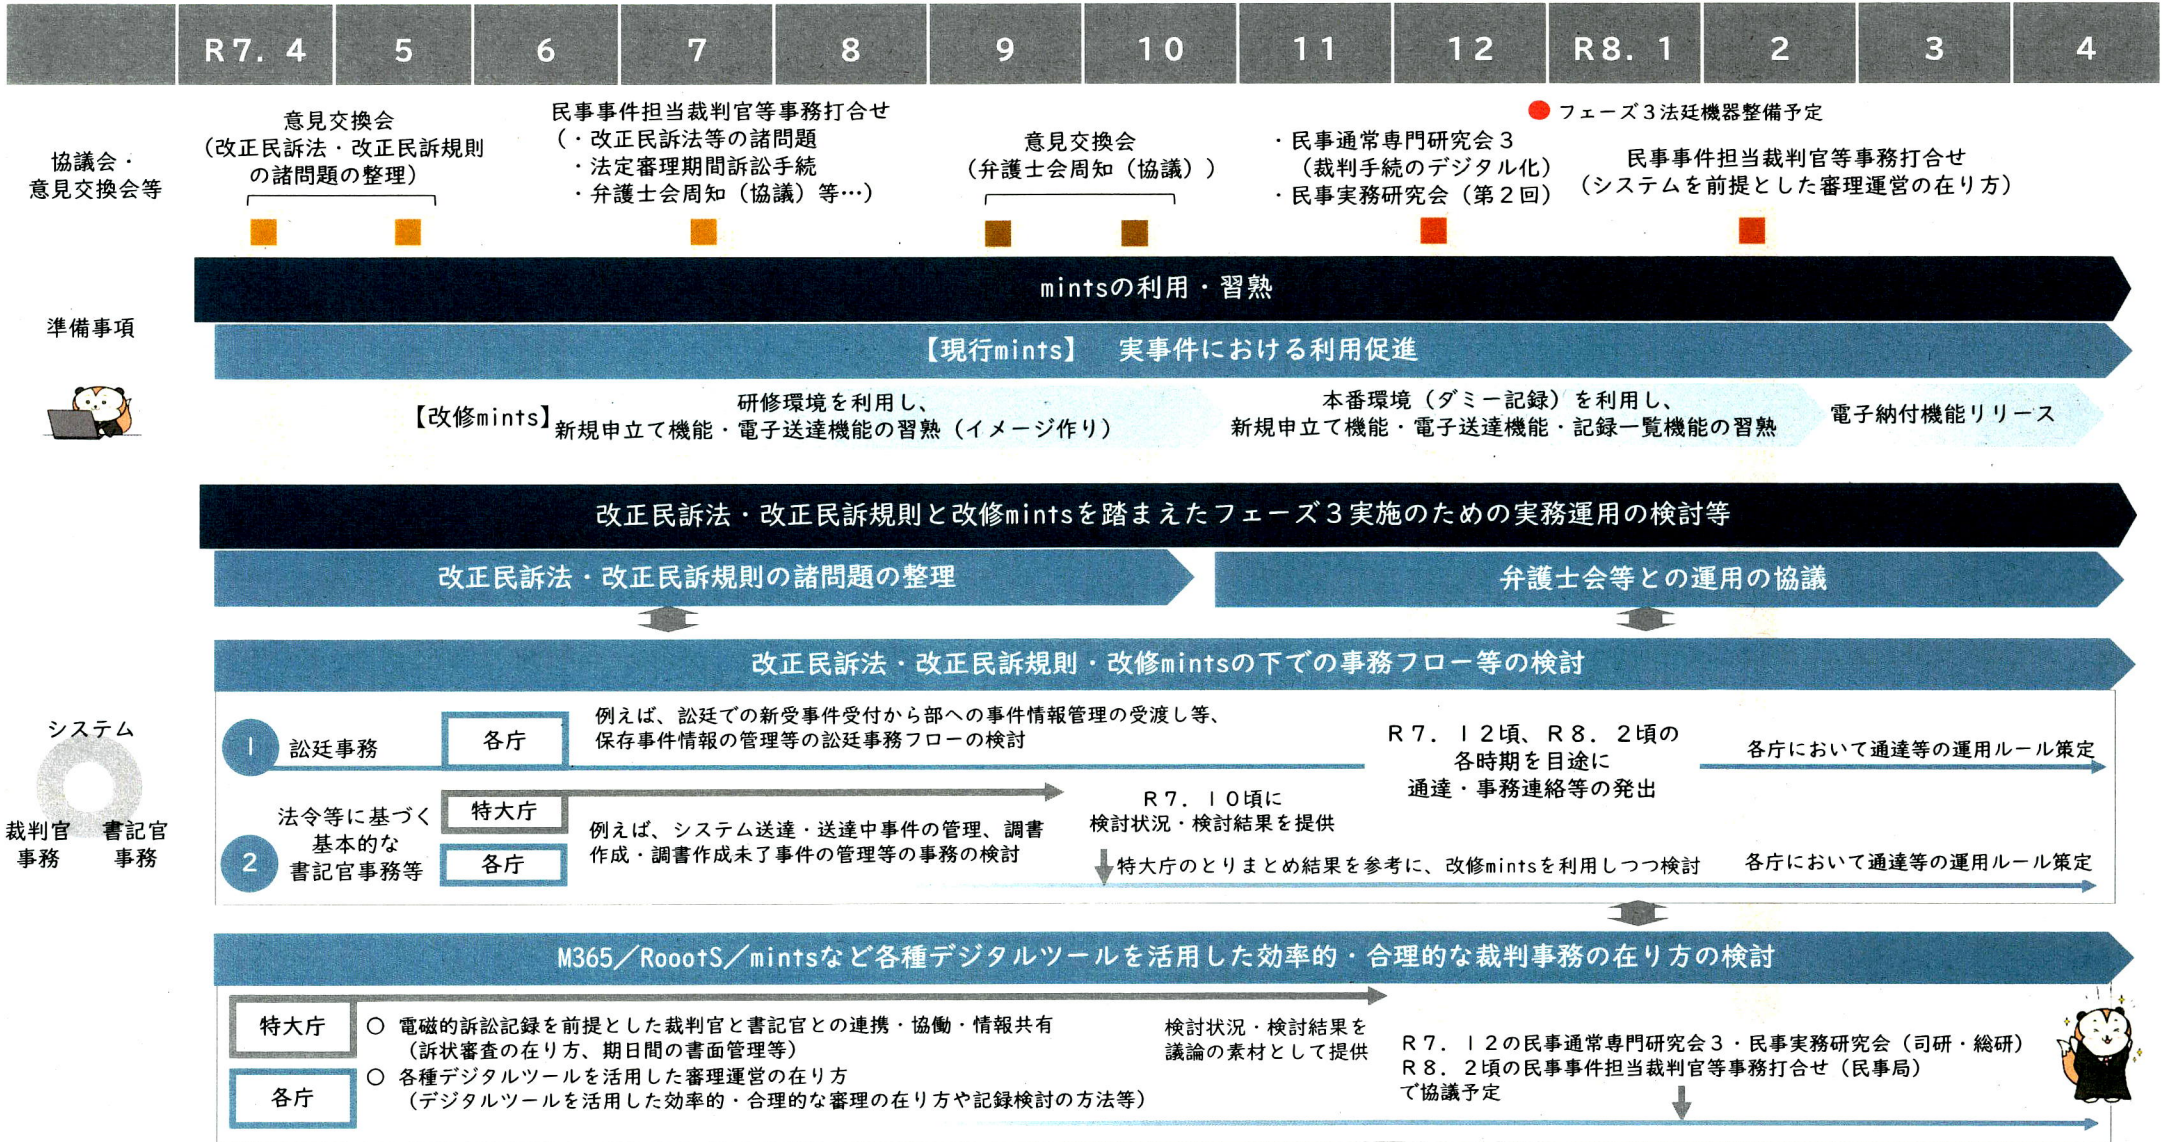 R7.4 5 6 7 8 9 10 11 12 R8.1 2 3 4
協議会・
意見交換会等
意見交換会
(改正民訴法・改正民訴規則
の諸問題の整理)
民事事件担当裁判官等事務打合せ
(・改正民訴法等の諸問題
・法定審理期間訴訟手続
・弁護士会周知(協議)等…)
意見交換会
(弁護士会周知(協議))
・民事通常専門研究会3
(裁判手続のデジタル化)
・民事実務研究会(第2回)
フェーズ3法廷機器整備予定
民事事件担当裁判官等事務打合せ
(システムを前提とした審理運営の在り方)
準備事項
mintsの利用・習熟
【現行mints】 実事件における利用促進
【改修mints】
研修環境を利用し、
新規申立て機能・電子送達機能の習熟(イメージ作り)
本番環境(ダミー記録)を利用し、
新規申立て機能・電子送達機能・記録一覧機能の習熟
電子納付機能リリース
改正民訴法・改正民訴規則と改修mintsを踏まえたフェーズ3実施のための実務運用の検討等
改正民訴法・改正民訴規則の諸問題の整理
弁護士会等との運用の協議
改正民訴法・改正民訴規則・改修mintsの下での事務フロー等の検討
システム
裁判官
事務
書記官
事務
1 訟廷事務
各庁
例えば、訟廷での新受事件受付から部への事件情報管理の受渡し等、
保存事件情報の管理等の訟廷事務フローの検討
R7.12頃、R8.2頃の
各時期を目途に
通達・事務連絡等の発出
各庁において通達等の運用ルール策定
2
法令等に基づく
基本的な
書記官事務等
特大庁
各庁
例えば、システム送達・送達中事件の管理、調書
作成・調書作成未了事件の管理等の事務の検討
R7.10頃に
検討状況・検討結果を提供
特大庁のとりまとめ結果を参考に、改修mintsを利用しつつ検討
各庁において通達等の運用ルール策定
M365/RoootS/mintsなど各種デジタルツールを活用した効率的・合理的な裁判事務の在り方の検討
特大庁
各庁
○ 電磁的訴訟記録を前提とした裁判官と書記官との連携・協働・情報共有
(訴状審査の在り方、期日間の書面管理等)
○ 各種デジタルツールを活用した審理運営の在り方
(デジタルツールを活用した効率的・合理的な審理の在り方や記録検討の方法等)
検討状況・検討結果を
議論の素材として提供
R7.12の民事通常専門研究会3・民事実務研究会(司研・総研)
R8.2頃の民事事件担当裁判官等事務打合せ(民事局)
で協議予定